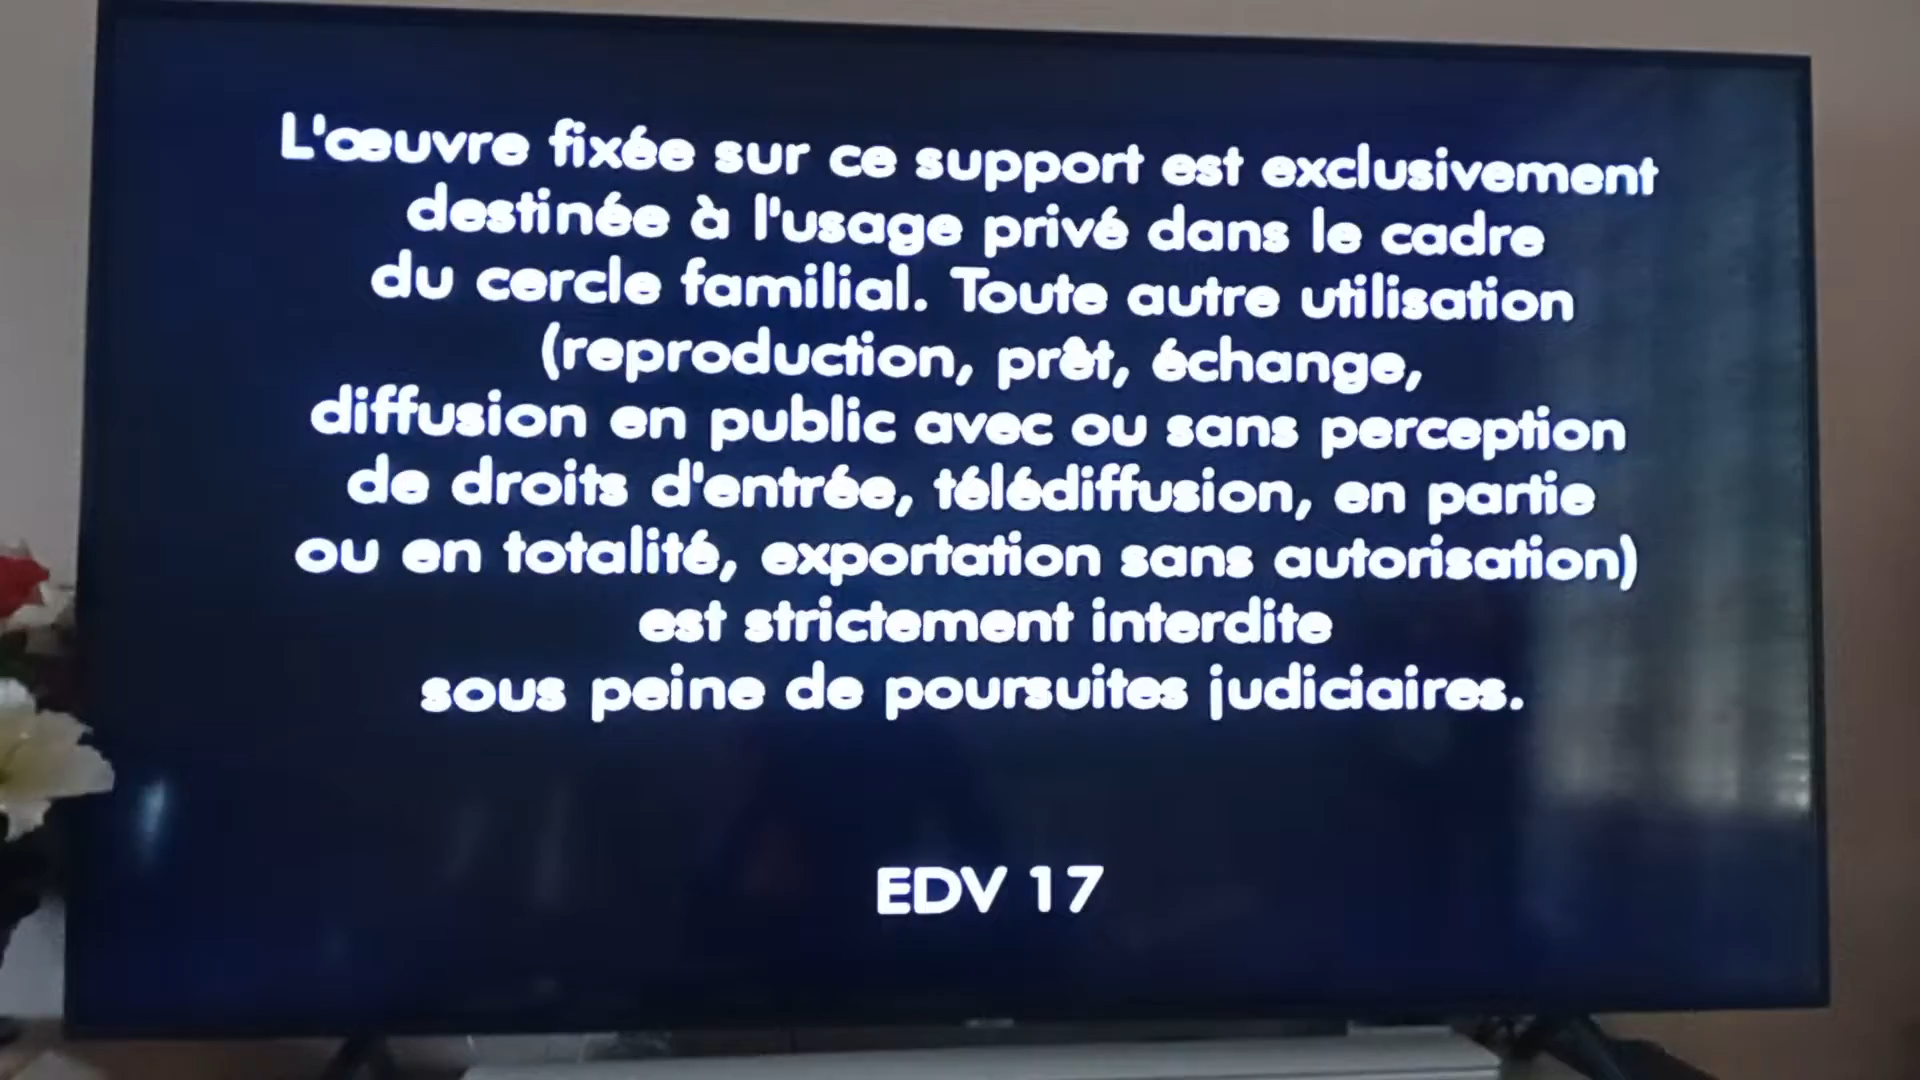 L'œuvre fixée sur ce support est exclusivement
destinée à l'usage privé dans le cadre
du cercle familial. Toute autre utilisation
(reproduction, prêt, échange,
diffusion en public avec ou sans perception
de droits d'entrée, télédiffusion, en partie
ou en totalité, exportation sans autorisation)
est strictement interdite
sous peine de poursuites judiciaires.
EDV 17